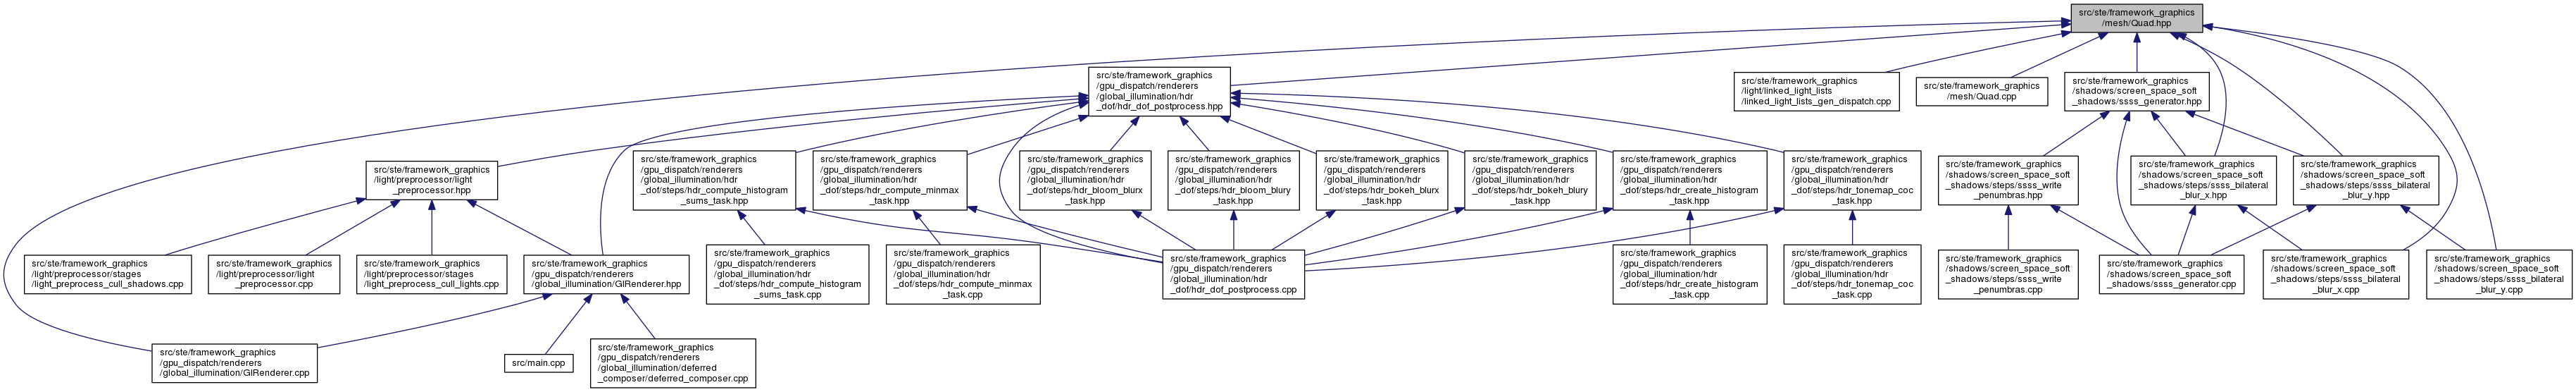 src/ste/framework_graphics
/mesh/Quad.hpp
src/ste/framework_graphics
/gpu_dispatch/renderers
/global_illumination/hdr
_dof/hdr_dof_postprocess.hpp
src/ste/framework_graphics
/light/linked_light_lists
/linked_light_lists_gen_dispatch.cpp
src/ste/framework_graphics
/mesh/Quad.cpp
src/ste/framework_graphics
/shadows/screen_space_soft
_shadows/ssss_generator.hpp
src/ste/framework_graphics
/light/preprocessor/light
_preprocessor.hpp
src/ste/framework_graphics
/gpu_dispatch/renderers
/global_illumination/hdr
_dof/steps/hdr_compute_histogram
_sums_task.hpp
src/ste/framework_graphics
/gpu_dispatch/renderers
/global_illumination/hdr
_dof/steps/hdr_compute_minmax
_task.hpp
src/ste/framework_graphics
/gpu_dispatch/renderers
/global_illumination/hdr
_dof/steps/hdr_bloom_blurx
_task.hpp
src/ste/framework_graphics
/gpu_dispatch/renderers
/global_illumination/hdr
_dof/steps/hdr_bloom_blury
_task.hpp
src/ste/framework_graphics
/gpu_dispatch/renderers
/global_illumination/hdr
_dof/steps/hdr_bokeh_blurx
_task.hpp
src/ste/framework_graphics
/gpu_dispatch/renderers
/global_illumination/hdr
_dof/steps/hdr_bokeh_blury
_task.hpp
src/ste/framework_graphics
/gpu_dispatch/renderers
/global_illumination/hdr
_dof/steps/hdr_create_histogram
_task.hpp
src/ste/framework_graphics
/gpu_dispatch/renderers
/global_illumination/hdr
_dof/steps/hdr_tonemap_coc
_task.hpp
src/ste/framework_graphics
/shadows/screen_space_soft
_shadows/steps/ssss_write
_penumbras.hpp
src/ste/framework_graphics
/shadows/screen_space_soft
_shadows/steps/ssss_bilateral
_blur_x.hpp
src/ste/framework_graphics
/shadows/screen_space_soft
_shadows/steps/ssss_bilateral
_blur_y.hpp
src/ste/framework_graphics
/light/preprocessor/stages
/light_preprocess_cull_shadows.cpp
src/ste/framework_graphics
/light/preprocessor/light
_preprocessor.cpp
src/ste/framework_graphics
/light/preprocessor/stages
/light_preprocess_cull_lights.cpp
src/ste/framework_graphics
/gpu_dispatch/renderers
/global_illumination/GIRenderer.hpp
src/ste/framework_graphics
/gpu_dispatch/renderers
/global_illumination/hdr
_dof/steps/hdr_compute_histogram
_sums_task.cpp
src/ste/framework_graphics
/gpu_dispatch/renderers
/global_illumination/hdr
_dof/steps/hdr_compute_minmax
_task.cpp
src/ste/framework_graphics
/gpu_dispatch/renderers
/global_illumination/hdr
_dof/hdr_dof_postprocess.cpp
src/ste/framework_graphics
/gpu_dispatch/renderers
/global_illumination/hdr
_dof/steps/hdr_create_histogram
_task.cpp
src/ste/framework_graphics
/gpu_dispatch/renderers
/global_illumination/hdr
_dof/steps/hdr_tonemap_coc
_task.cpp
src/ste/framework_graphics
/shadows/screen_space_soft
_shadows/steps/ssss_write
_penumbras.cpp
src/ste/framework_graphics
/shadows/screen_space_soft
_shadows/ssss_generator.cpp
src/ste/framework_graphics
/shadows/screen_space_soft
_shadows/steps/ssss_bilateral
_blur_x.cpp
src/ste/framework_graphics
/shadows/screen_space_soft
_shadows/steps/ssss_bilateral
_blur_y.cpp
src/ste/framework_graphics
/gpu_dispatch/renderers
/global_illumination/GIRenderer.cpp
src/main.cpp
src/ste/framework_graphics
/gpu_dispatch/renderers
/global_illumination/deferred
_composer/deferred_composer.cpp